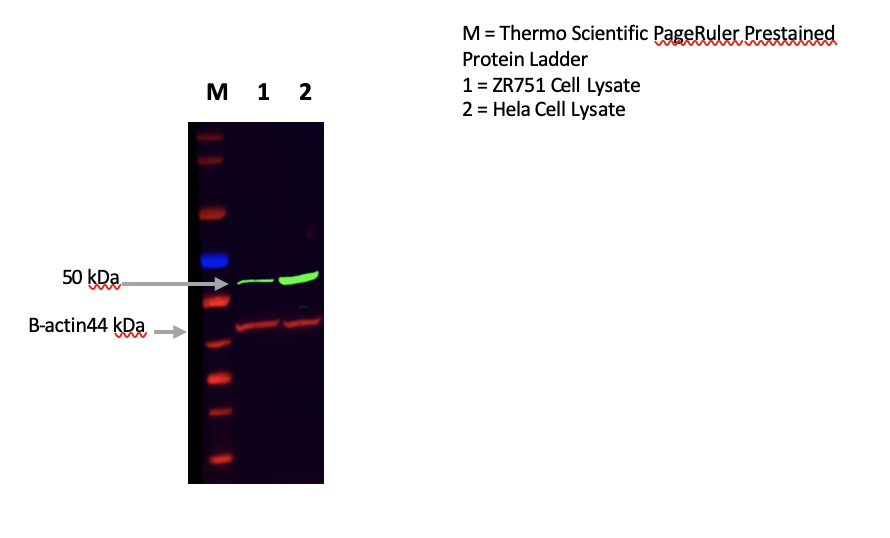 M = Thermo Scientific PageRuler Prestained
Protein Ladder
1 = ZR751 Cell Lysate
2 = Hela Cell Lysate
M 1 2
50 kDa
B-actin44 kDa